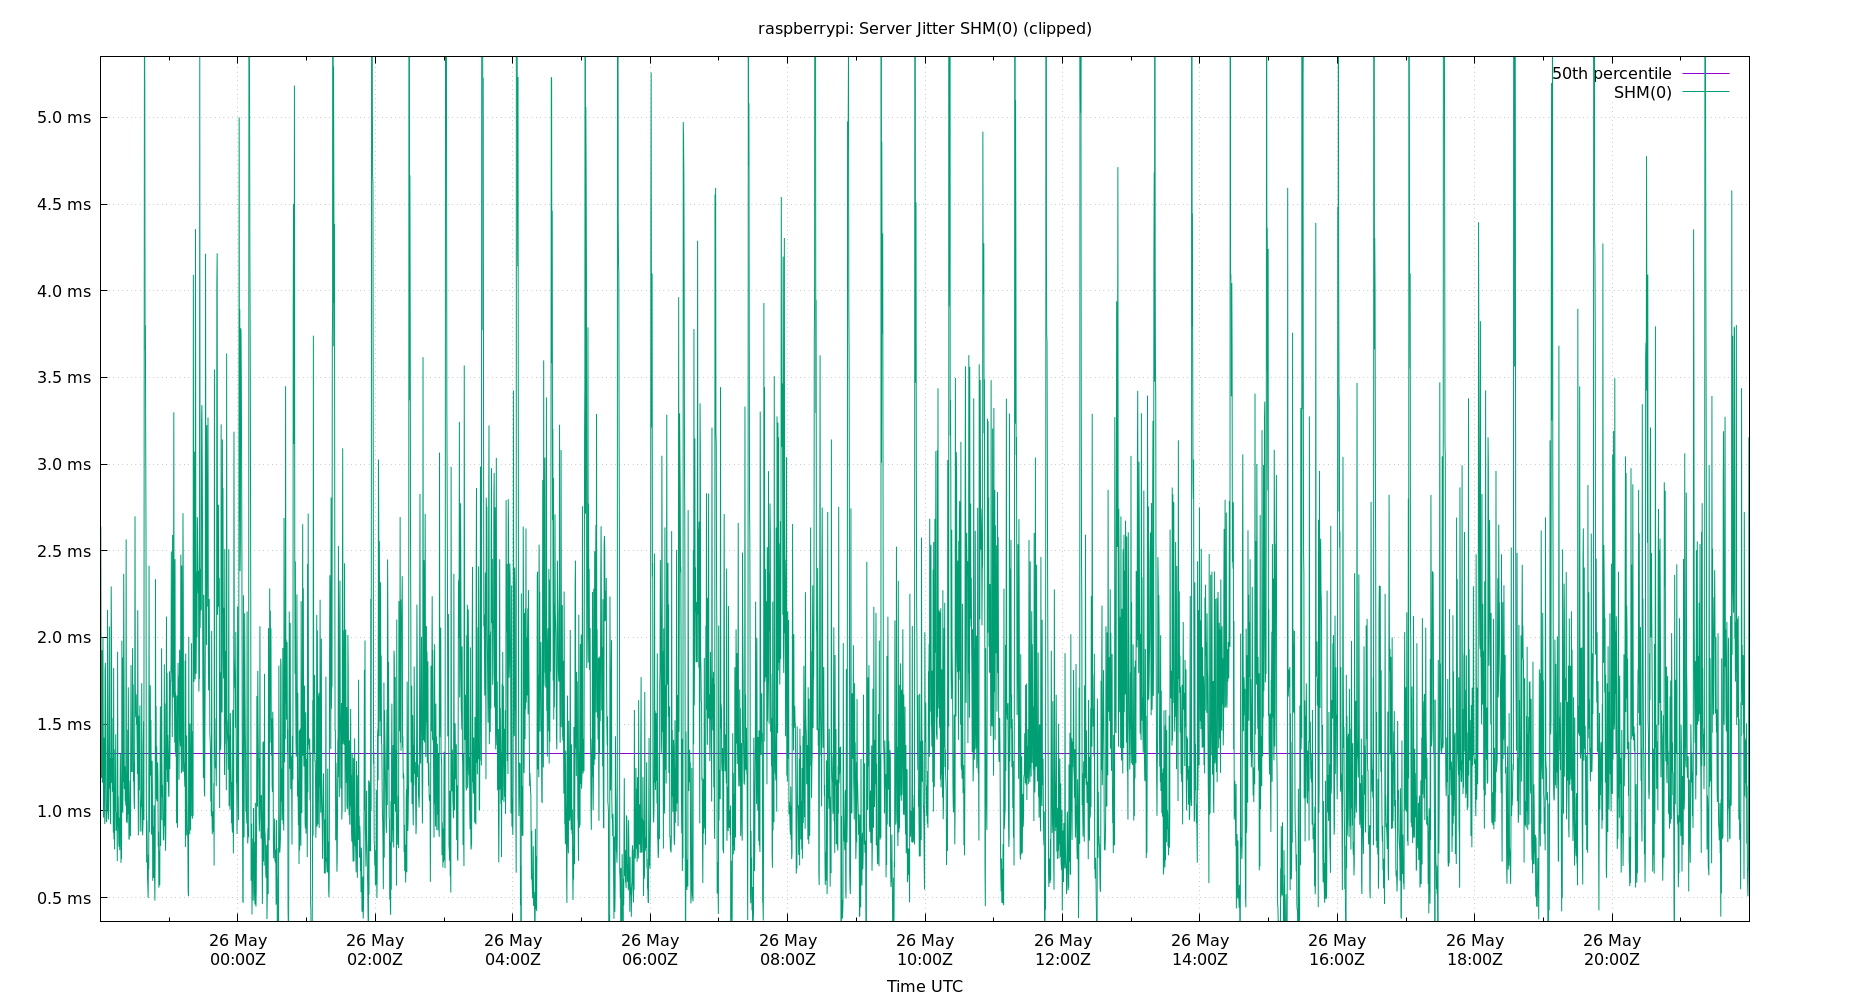 raspberrypi: Server Jitter SHM(0) (clipped)
50th percentile
SHM(0)
5.0 ms
4.5 ms
4.0 ms
3.5 ms
3.0 ms
2.5 ms
2.0 ms
1.5 ms
1.0 ms
0.5 ms
26 May 26 May 26 May 26 May 26 May 26 May 26 May 26 May 26 May 26 May 26 May
00:00Z 02:00Z 04:00Z 06:00Z 08:00Z 10:00Z 12:00Z 14:00Z 16:00Z 18:00Z 20:00Z
Time UTC